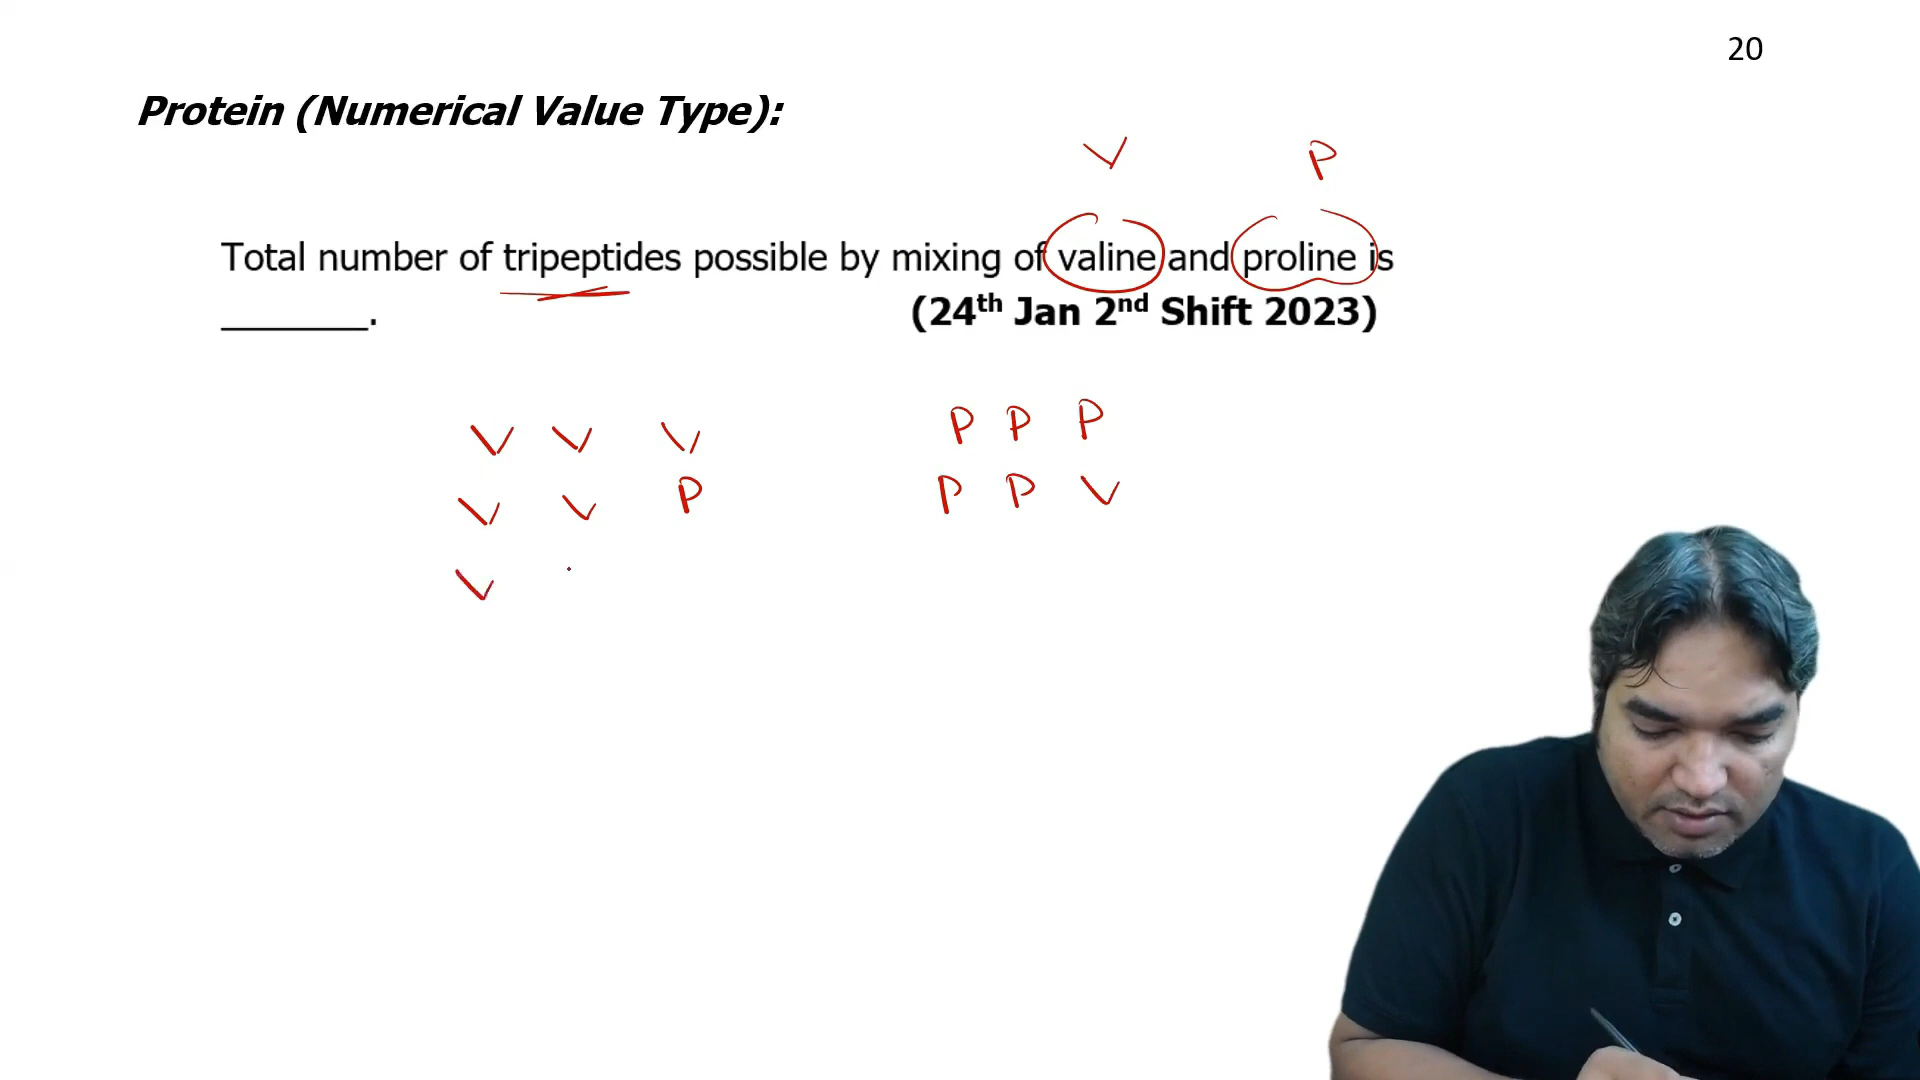 20
Protein (Numerical Value Type):
V P
Total number of tripeptides possible by mixing of valine and proline is
_______. (24th Jan 2nd Shift 2023)
V V V P P P
V V P P P V
V